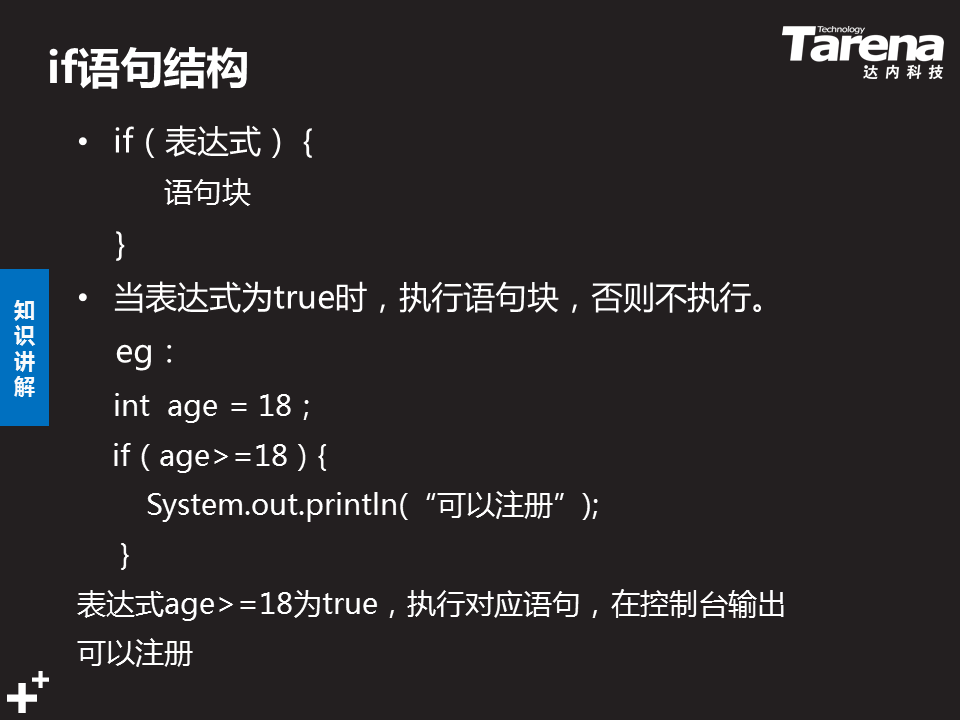 if语句结构
Technology
Tarena
达内科技
• if（表达式）{
语句块
}
• 当表达式为true时，执行语句块，否则不执行。
eg：
int age = 18；
if（age>=18）{
System.out.println(“可以注册”);
}
表达式age>=18为true，执行对应语句，在控制台输出
可以注册
知识讲解